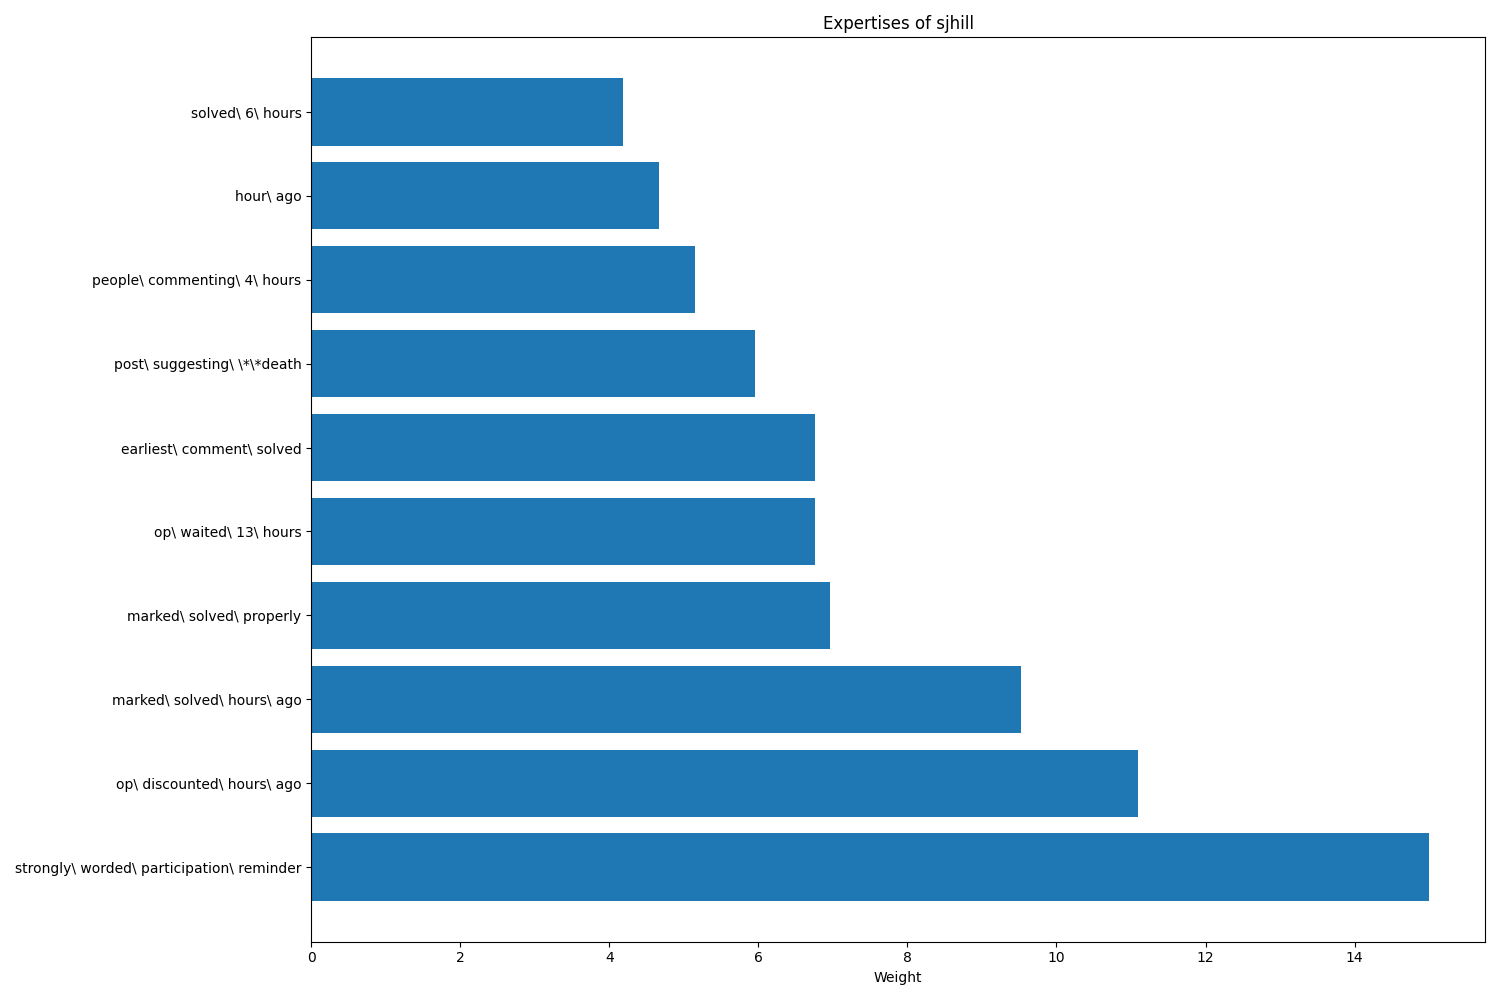 Expertises of sjhill
solved\ 6\ hours
hour\ ago
people\ commenting\ 4\ hours
post\ suggesting\ \*\*death
earliest\ comment\ solved
op\ waited\ 13\ hours
marked\ solved\ properly
marked\ solved\ hours\ ago
op\ discounted\ hours\ ago
strongly\ worded\ participation\ reminder
0 2 4 6 8 10 12 14
Weight